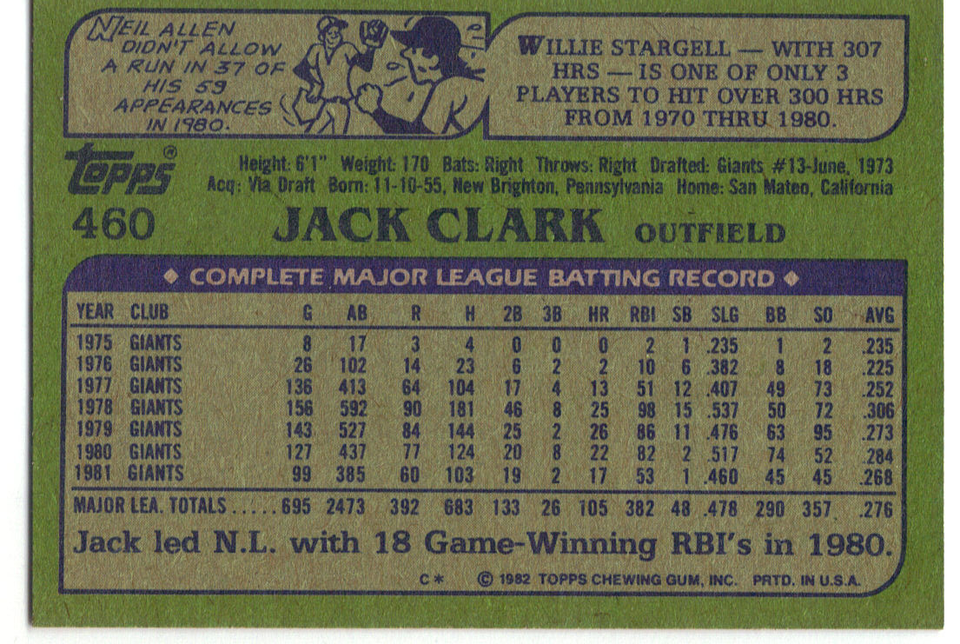 NEIL ALLEN
DIDN'T ALLOW
A RUN IN 37 OF
HIS 59
APPEARANCES
IN 1980.
WILLIE STARGELL — WITH 307
HRS — IS ONE OF ONLY 3
PLAYERS TO HIT OVER 300 HRS
FROM 1970 THRU 1980.
Topps®
Height: 6'1" Weight: 170 Bats: Right Throws: Right Drafted: Giants #13-June, 1973
Acq: Via Draft Born: 11-10-55, New Brighton, Pennsylvania Home: San Mateo, California
460 JACK CLARK OUTFIELD
◆ COMPLETE MAJOR LEAGUE BATTING RECORD ◆
YEAR CLUB G AB R H 2B 3B HR RBI SB SLG BB SO AVG
1975 GIANTS 8 17 3 4 0 0 0 2 1 .235 1 2 .235
1976 GIANTS 26 102 14 23 6 2 2 10 6 .382 8 18 .225
1977 GIANTS 136 413 64 104 17 4 13 51 12 .407 49 73 .252
1978 GIANTS 156 592 90 181 46 8 25 98 15 .537 50 72 .306
1979 GIANTS 143 527 84 144 25 2 26 86 11 .476 63 95 .273
1980 GIANTS 127 437 77 124 20 8 22 82 2 .517 74 52 .284
1981 GIANTS 99 385 60 103 19 2 17 53 1 .460 45 45 .268
MAJOR LEA. TOTALS ..... 695 2473 392 683 133 26 105 382 48 .478 290 357 .276
Jack led N.L. with 18 Game-Winning RBI's in 1980.
C* © 1982 TOPPS CHEWING GUM, INC. PRTD. IN U.S.A.